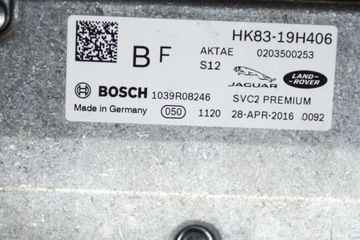 HK83-19H406
B F AKTAE 0203500253
S12
JAGUAR LAND-ROVER
BOSCH 1039R08246 SVC2 PREMIUM
Made in Germany 050 1120 28-APR-2016 0092